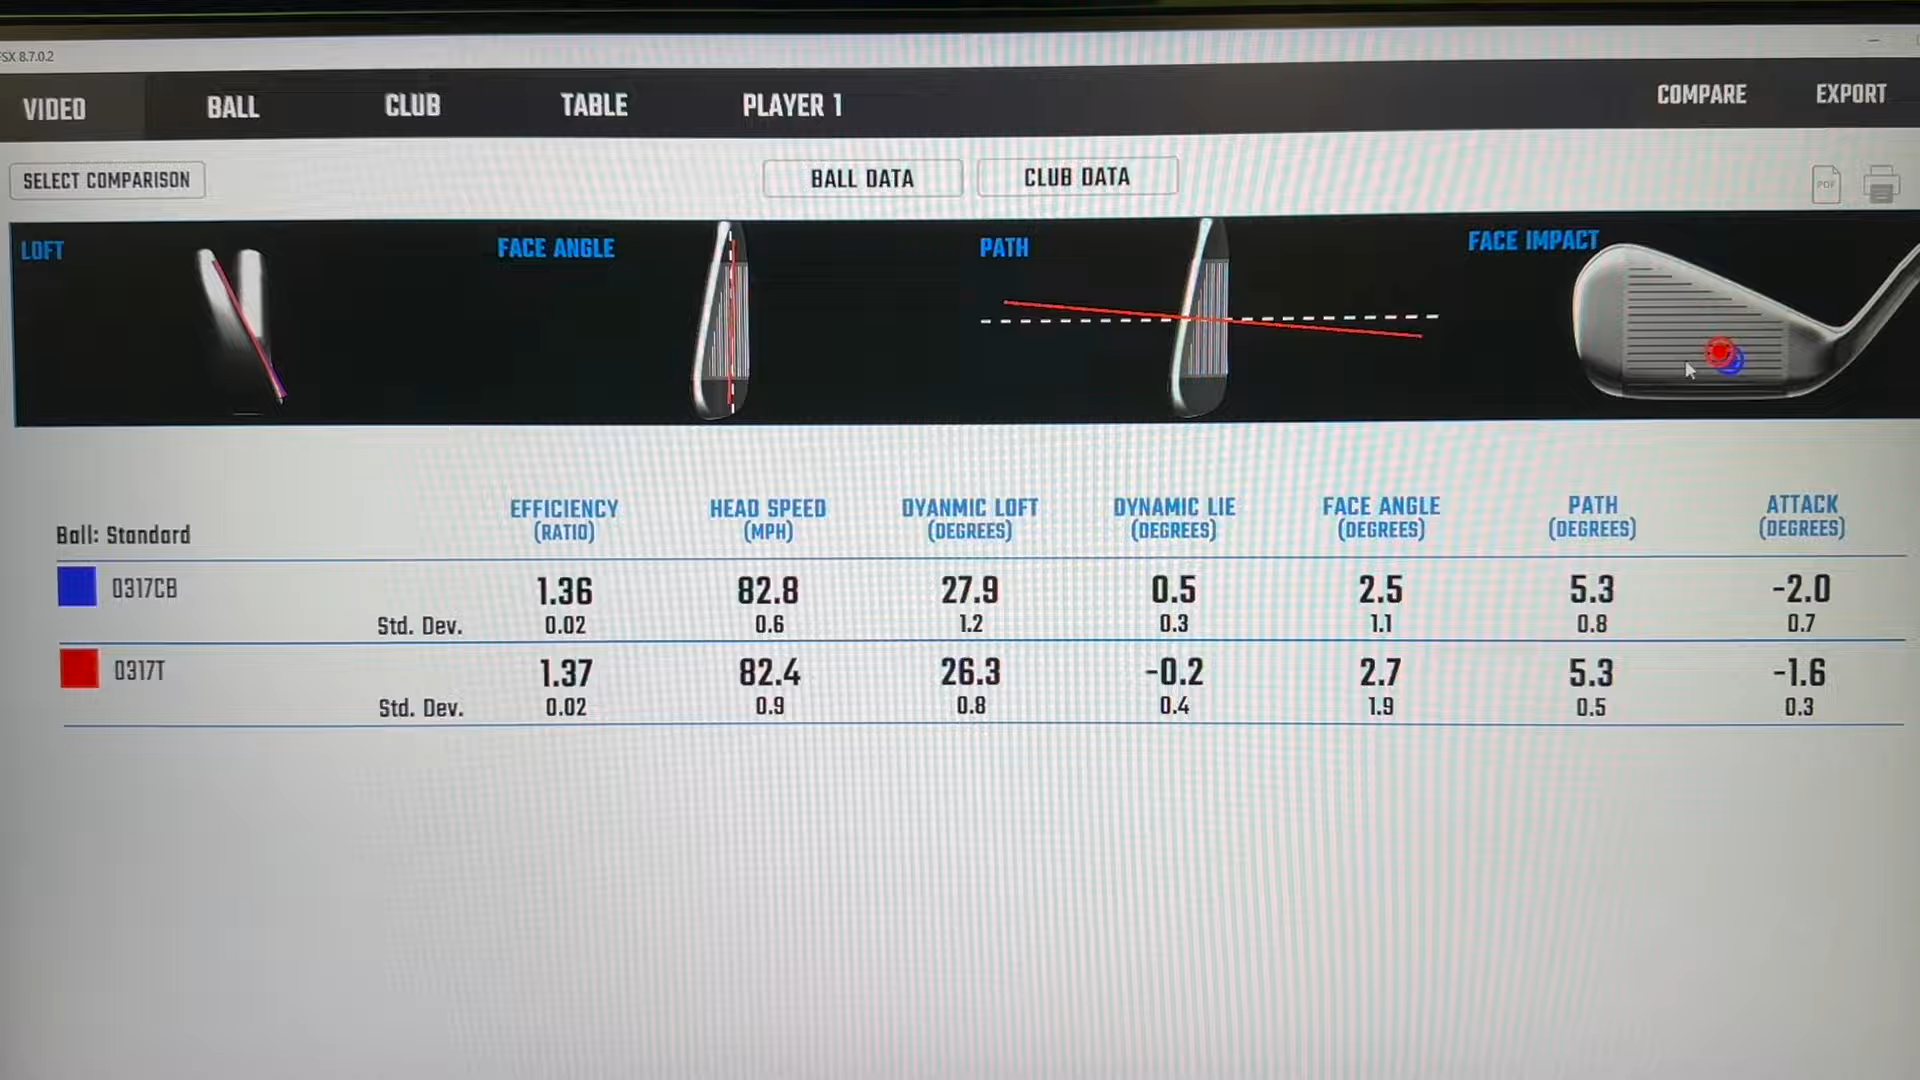 FSX 8.7.0.2
VIDEO BALL CLUB TABLE PLAYER 1 COMPARE EXPORT
SELECT COMPARISON BALL DATA CLUB DATA PDF
LOFT FACE ANGLE PATH FACE IMPACT
EFFICIENCY HEAD SPEED DYANMIC LOFT DYNAMIC LIE FACE ANGLE PATH ATTACK
Ball: Standard (RATIO) (MPH) (DEGREES) (DEGREES) (DEGREES) (DEGREES) (DEGREES)
0317CB 1.36 82.8 27.9 0.5 2.5 5.3 -2.0
Std. Dev. 0.02 0.6 1.2 0.3 1.1 0.8 0.7
0317T 1.37 82.4 26.3 -0.2 2.7 5.3 -1.6
Std. Dev. 0.02 0.9 0.8 0.4 1.9 0.5 0.3